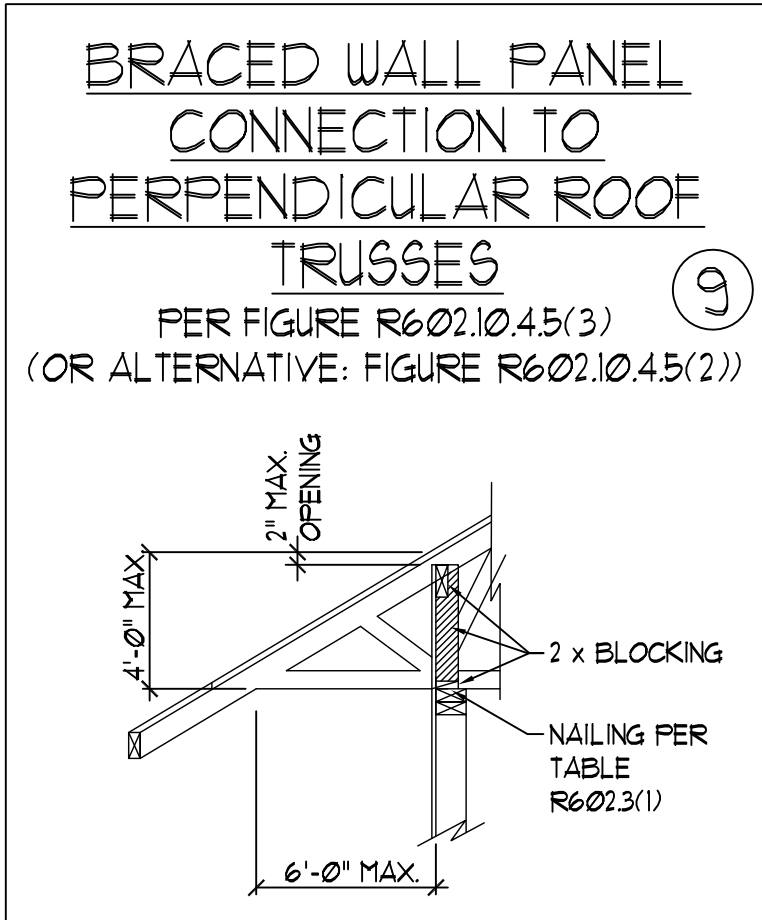 BRACED WALL PANEL
CONNECTION TO
PERPENDICULAR ROOF
TRUSSES
9
PER FIGURE R602.10.4.5(3)
(OR ALTERNATIVE: FIGURE R602.10.4.5(2))
2" MAX.
OPENING
4'-0" MAX.
2 x BLOCKING
NAILING PER
TABLE
R602.3(1)
6'-0" MAX.